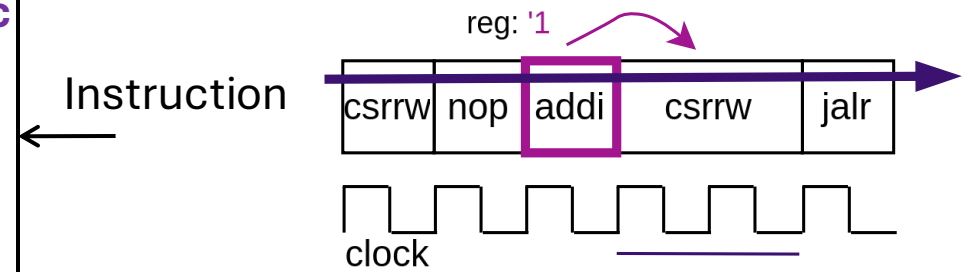 c
reg: '1
Instruction
csrrw nop addi csrrw jalr
clock